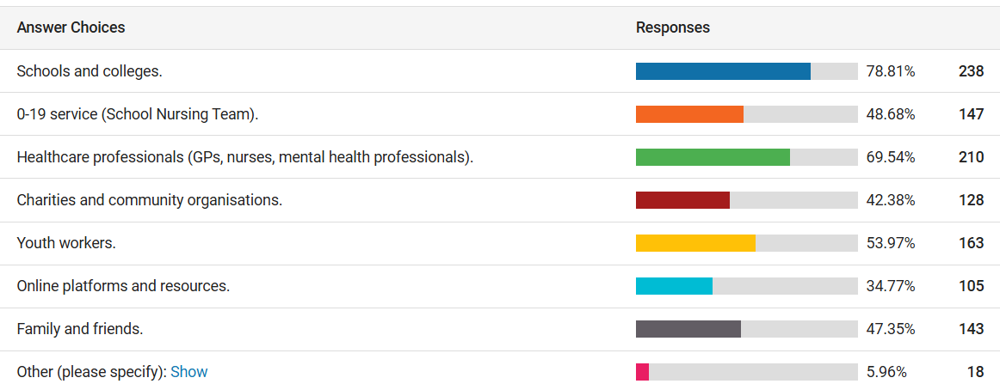 Answer Choices Responses
Schools and colleges. 78.81% 238
0-19 service (School Nursing Team). 48.68% 147
Healthcare professionals (GPs, nurses, mental health professionals). 69.54% 210
Charities and community organisations. 42.38% 128
Youth workers. 53.97% 163
Online platforms and resources. 34.77% 105
Family and friends. 47.35% 143
Other (please specify): Show 5.96% 18